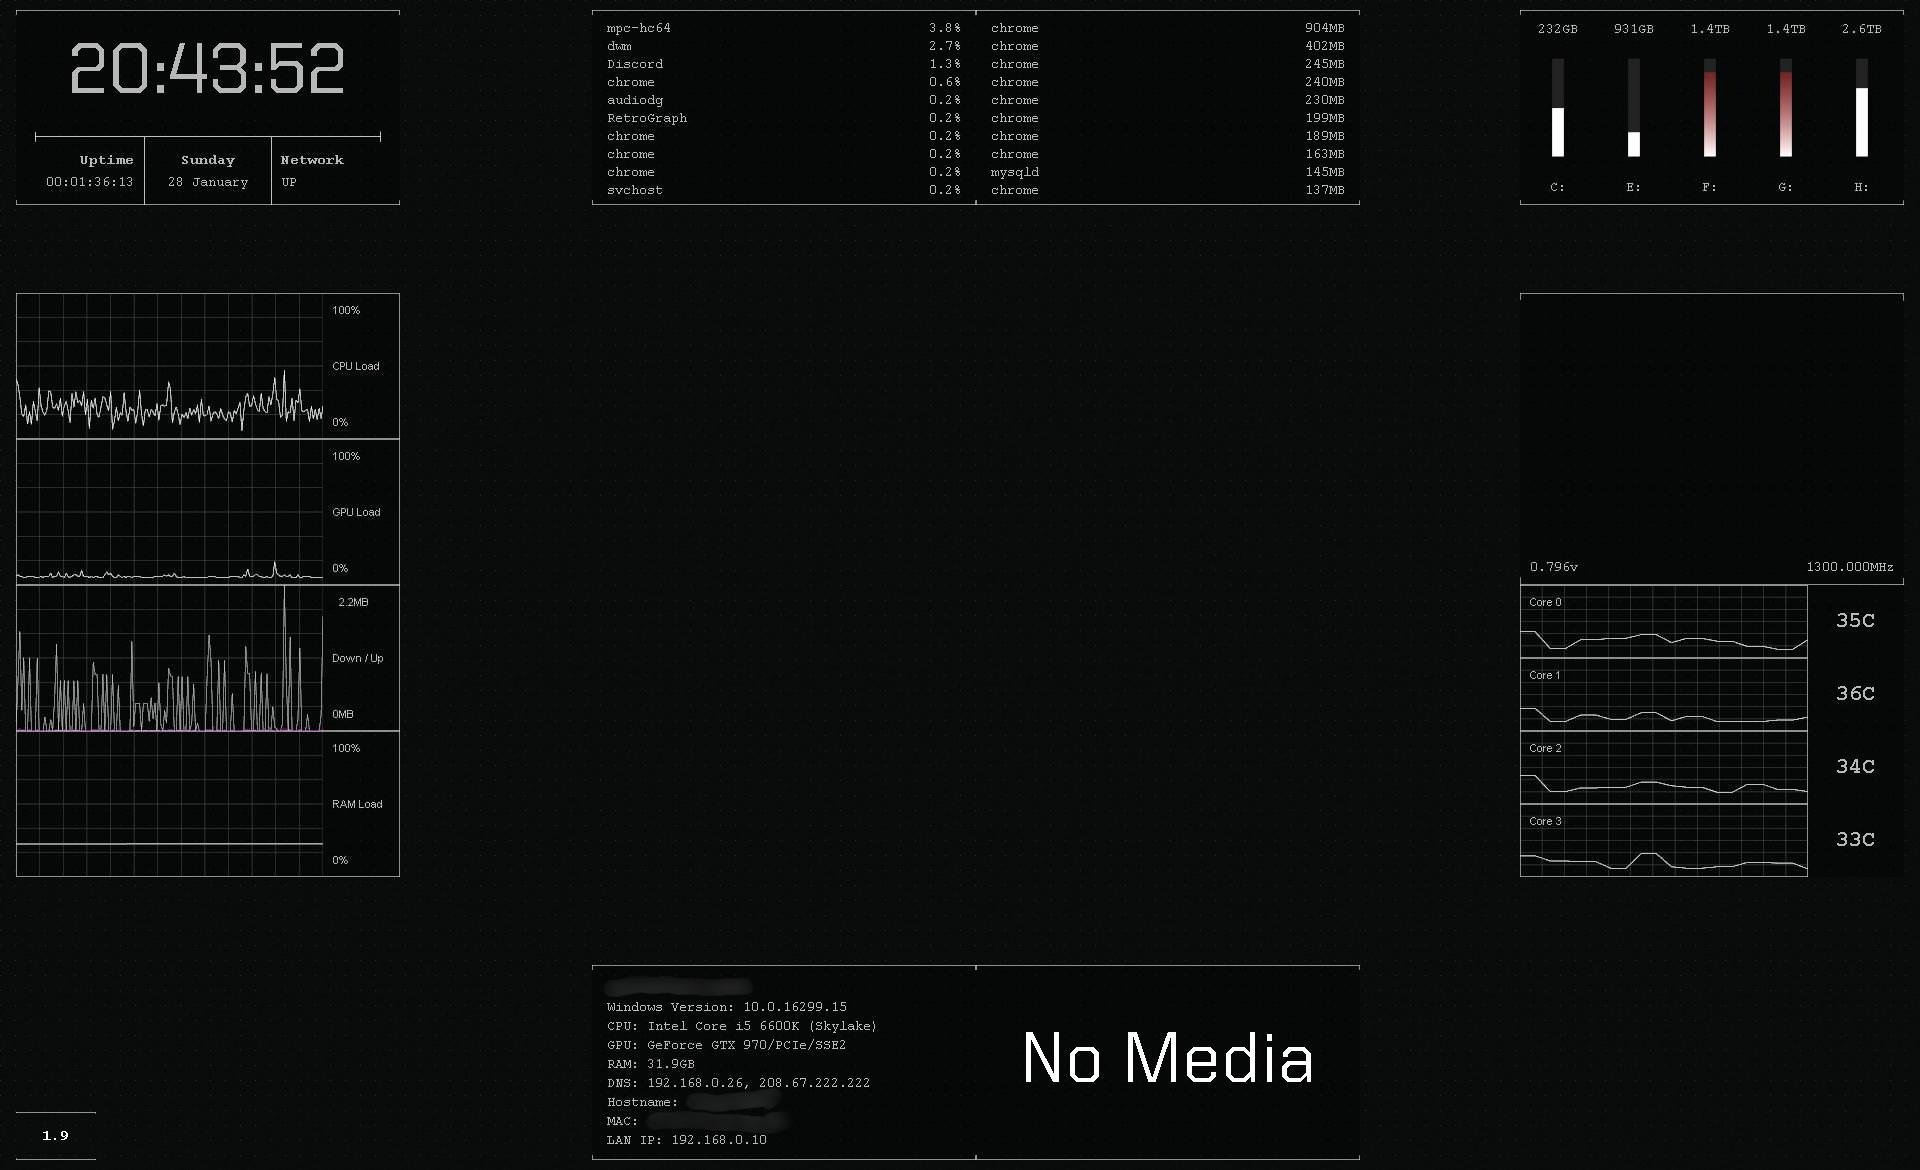 20:43:52
Uptime Sunday Network
00:01:36:13 28 January UP
mpc-hc64 3.8% chrome 904MB
dwm 2.7% chrome 402MB
Discord 1.3% chrome 245MB
chrome 0.6% chrome 240MB
audiodg 0.2% chrome 230MB
RetroGraph 0.2% chrome 199MB
chrome 0.2% chrome 189MB
chrome 0.2% chrome 163MB
chrome 0.2% mysqld 145MB
svchost 0.2% chrome 137MB
232GB 931GB 1.4TB 1.4TB 2.6TB
C: E: F: G: H:
100%
CPU Load
0%
100%
GPU Load
0%
2.2MB
Down / Up
0MB
100%
RAM Load
0%
0.796v 1300.000MHz
Core 0 35C
Core 1 36C
Core 2 34C
Core 3 33C
Windows Version: 10.0.16299.15
CPU: Intel Core i5 6600K (Skylake)
GPU: GeForce GTX 970/PCIe/SSE2
RAM: 31.9GB
DNS: 192.168.0.26, 208.67.222.222
Hostname:
MAC:
LAN IP: 192.168.0.10
No Media
1.9